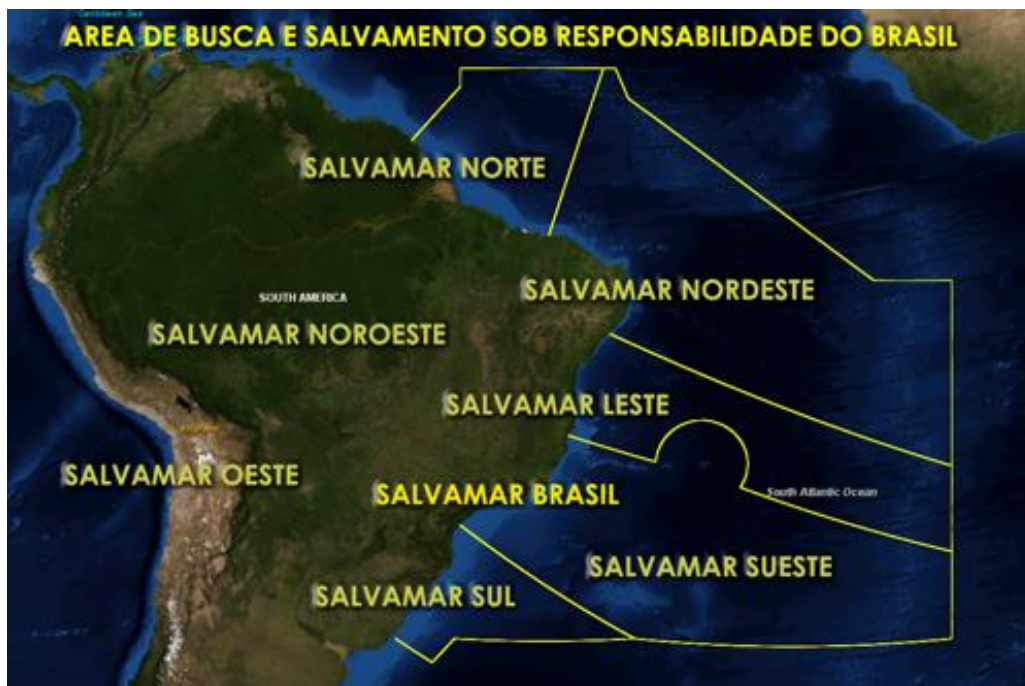 AREA DE BUSCA E SALVAMENTO SOB RESPONSABILIDADE DO BRASIL
SALVAMAR NORTE
SALVAMAR NORDESTE
SOUTH AMERICA
SALVAMAR NOROESTE
SALVAMAR LESTE
SALVAMAR OESTE
SALVAMAR BRASIL
South Atlantic Ocean
SALVAMAR SUESTE
SALVAMAR SUL